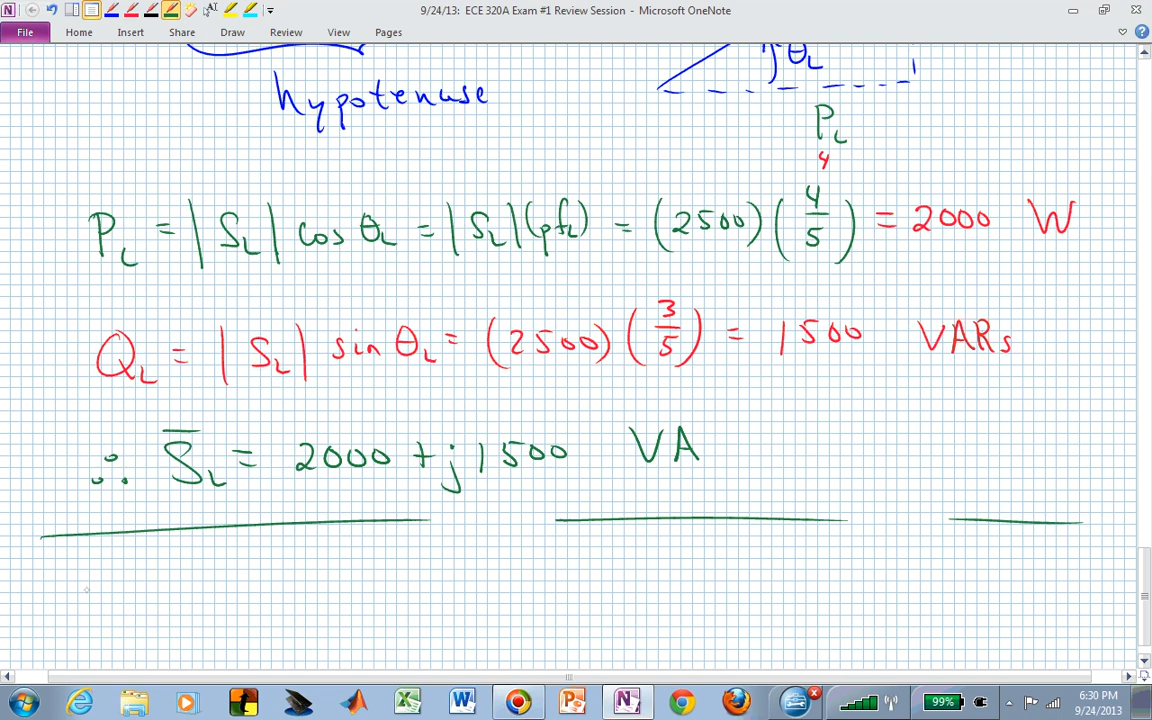 9/24/13: ECE 320A Exam #1 Review Session - Microsoft OneNote
File Home Insert Draw Review View Pages
θL
hypotenuse
PL
4
PL = |SL| cos θL = |SL| (pfL) = (2500) (4/5) = 2000 W
QL = |SL| sin θL = (2500) (3/5) = 1500 VARs
∴ S̅L = 2000 + j1500 VA
99%
6:30 PM
9/24/2013